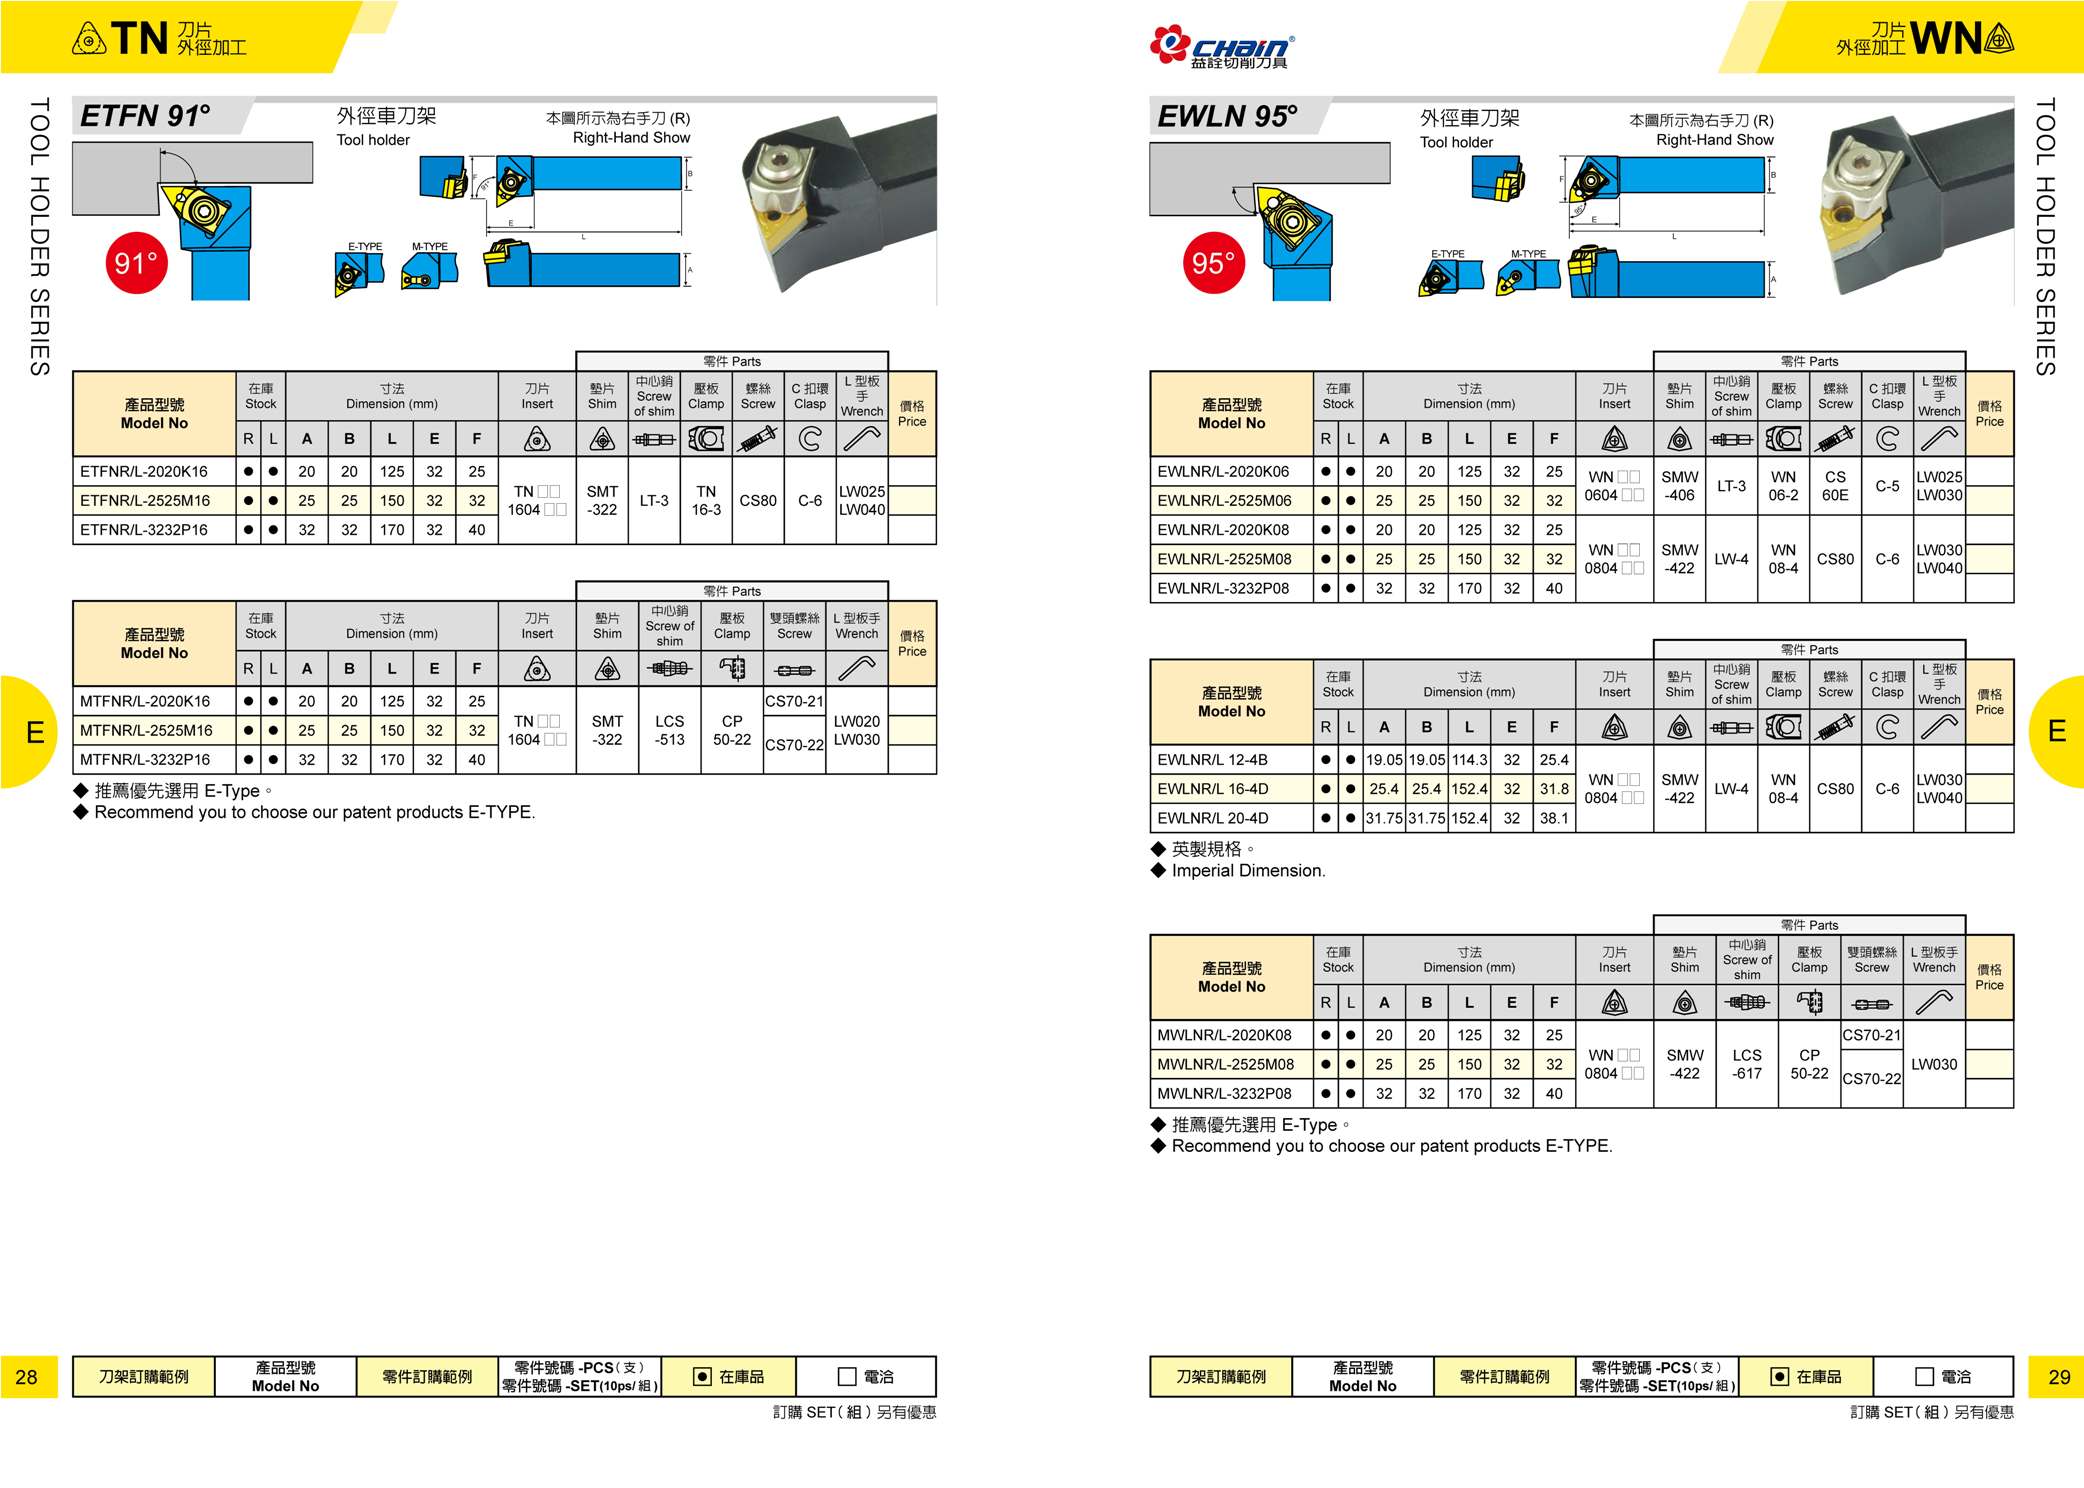 TN 刀片
外徑加工
TOOL HOLDER SERIES
ETFN 91°
外徑車刀架
Tool holder
本圖所示為右手刀 (R)
Right-Hand Show
91°
E-TYPE
M-TYPE
F
91°
E
L
B
A
零件 Parts
產品型號
Model No
在庫
Stock
寸法
Dimension (mm)
刀片
Insert
墊片
Shim
中心銷
Screw
of shim
壓板
Clamp
螺絲
Screw
C 扣環
Clasp
L 型板
手
Wrench
價格
Price
R L A B L E F
ETFNR/L-2020K16 ● ● 20 20 125 32 25
ETFNR/L-2525M16 ● ● 25 25 150 32 32
ETFNR/L-3232P16 ● ● 32 32 170 32 40
TN □□
1604 □□
SMT
-322
LT-3
TN
16-3
CS80
C-6
LW025
LW040
零件 Parts
產品型號
Model No
在庫
Stock
寸法
Dimension (mm)
刀片
Insert
墊片
Shim
中心銷
Screw of
shim
壓板
Clamp
雙頭螺絲
Screw
L 型板手
Wrench
價格
Price
R L A B L E F
MTFNR/L-2020K16 ● ● 20 20 125 32 25
MTFNR/L-2525M16 ● ● 25 25 150 32 32
MTFNR/L-3232P16 ● ● 32 32 170 32 40
TN □□
1604 □□
SMT
-322
LCS
-513
CP
50-22
CS70-21
CS70-22
LW020
LW030
◆ 推薦優先選用 E-Type。
◆ Recommend you to choose our patent products E-TYPE.
E
28
刀架訂購範例
產品型號
Model No
零件訂購範例
零件號碼 -PCS（支）
零件號碼 -SET(10ps/ 組 )
在庫品
電洽
訂購 SET（組）另有優惠
eCHain®
益詮切削刀具
刀片
外徑加工 WN
TOOL HOLDER SERIES
EWLN 95°
外徑車刀架
Tool holder
本圖所示為右手刀 (R)
Right-Hand Show
95°
E-TYPE
M-TYPE
F
95°
E
L
B
A
零件 Parts
產品型號
Model No
在庫
Stock
寸法
Dimension (mm)
刀片
Insert
墊片
Shim
中心銷
Screw
of shim
壓板
Clamp
螺絲
Screw
C 扣環
Clasp
L 型板
手
Wrench
價格
Price
R L A B L E F
EWLNR/L-2020K06 ● ● 20 20 125 32 25
EWLNR/L-2525M06 ● ● 25 25 150 32 32
WN □□
0604 □□
SMW
-406
LT-3
WN
06-2
CS
60E
C-5
LW025
LW030
EWLNR/L-2020K08 ● ● 20 20 125 32 25
EWLNR/L-2525M08 ● ● 25 25 150 32 32
EWLNR/L-3232P08 ● ● 32 32 170 32 40
WN □□
0804 □□
SMW
-422
LW-4
WN
08-4
CS80
C-6
LW030
LW040
零件 Parts
產品型號
Model No
在庫
Stock
寸法
Dimension (mm)
刀片
Insert
墊片
Shim
中心銷
Screw
of shim
壓板
Clamp
螺絲
Screw
C 扣環
Clasp
L 型板
手
Wrench
價格
Price
R L A B L E F
EWLNR/L 12-4B ● ● 19.05 19.05 114.3 32 25.4
EWLNR/L 16-4D ● ● 25.4 25.4 152.4 32 31.8
EWLNR/L 20-4D ● ● 31.75 31.75 152.4 32 38.1
WN □□
0804 □□
SMW
-422
LW-4
WN
08-4
CS80
C-6
LW030
LW040
◆ 英製規格。
◆ Imperial Dimension.
零件 Parts
產品型號
Model No
在庫
Stock
寸法
Dimension (mm)
刀片
Insert
墊片
Shim
中心銷
Screw of
shim
壓板
Clamp
雙頭螺絲
Screw
L 型板手
Wrench
價格
Price
R L A B L E F
MWLNR/L-2020K08 ● ● 20 20 125 32 25
MWLNR/L-2525M08 ● ● 25 25 150 32 32
MWLNR/L-3232P08 ● ● 32 32 170 32 40
WN □□
0804 □□
SMW
-422
LCS
-617
CP
50-22
CS70-21
CS70-22
LW030
◆ 推薦優先選用 E-Type。
◆ Recommend you to choose our patent products E-TYPE.
E
刀架訂購範例
產品型號
Model No
零件訂購範例
零件號碼 -PCS（支）
零件號碼 -SET(10ps/ 組 )
在庫品
電洽
29
訂購 SET（組）另有優惠